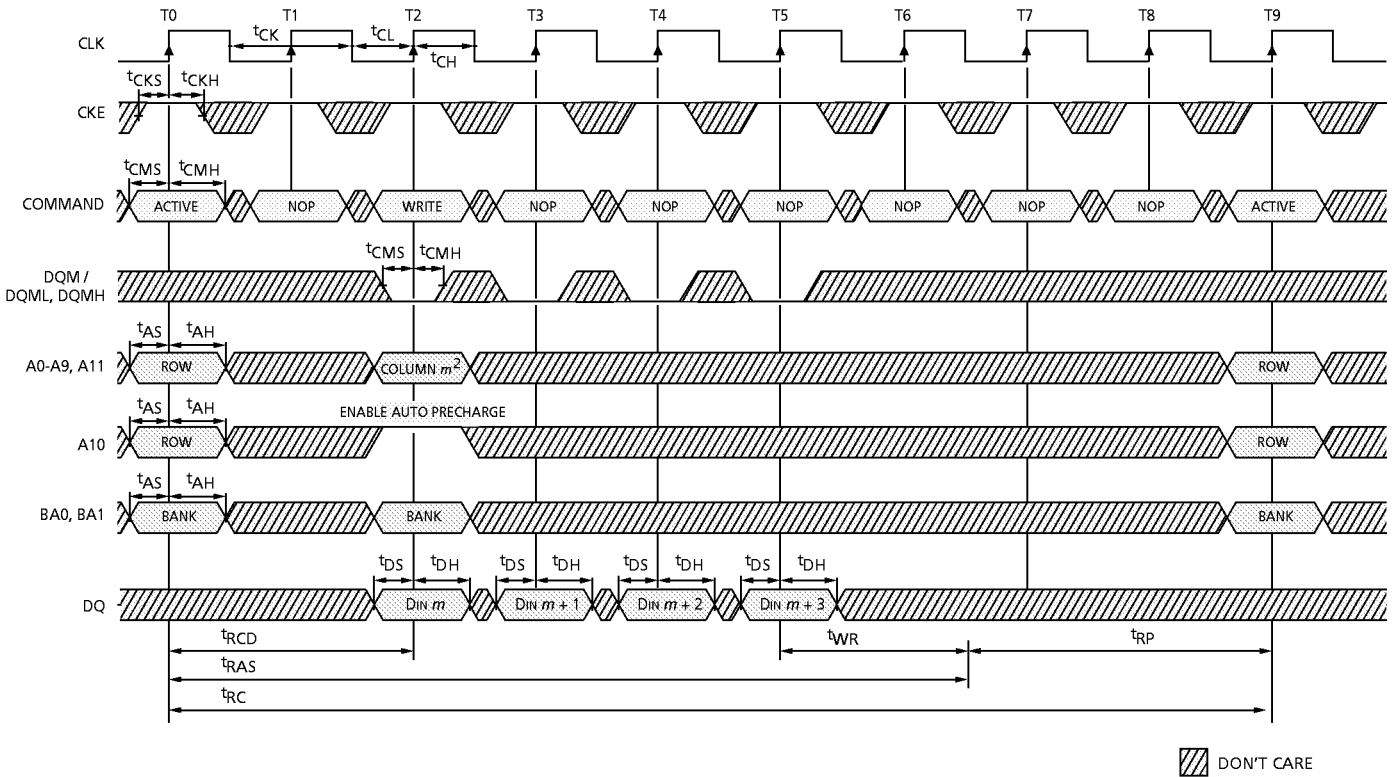 T0 T1 T2 T3 T4 T5 T6 T7 T8 T9
CLK tCK tCL tCH
tCKS tCKH
CKE
tCMS tCMH
COMMAND ACTIVE NOP WRITE NOP NOP NOP NOP NOP NOP ACTIVE
tCMS tCMH
DQM /
DQML, DQMH
tAS tAH
A0-A9, A11 ROW COLUMN m2 ROW
ENABLE AUTO PRECHARGE
tAS tAH
A10 ROW ROW
tAS tAH
BA0, BA1 BANK BANK BANK
tDS tDH tDS tDH tDS tDH tDS tDH
DQ DIN m DIN m + 1 DIN m + 2 DIN m + 3
tRCD tWR tRP
tRAS
tRC
DON'T CARE